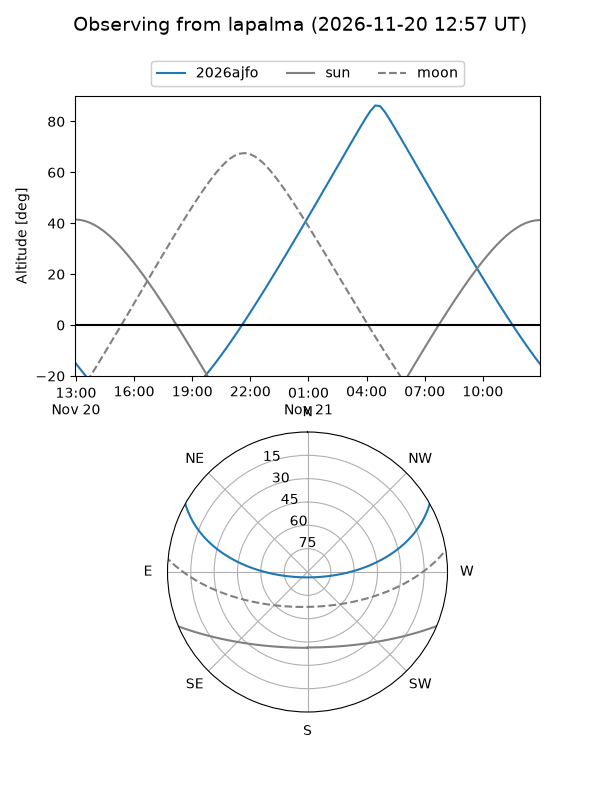 Observing from lapalma (2026-11-20 12:57 UT)
2026ajfo sun moon
Altitude [deg]
80
60
40
20
0
−20
13:00 16:00 19:00 22:00 01:00 04:00 07:00 10:00
Nov 20 Nov 21
N
NE NW
15
30
45
60
75
E W
SE SW
S